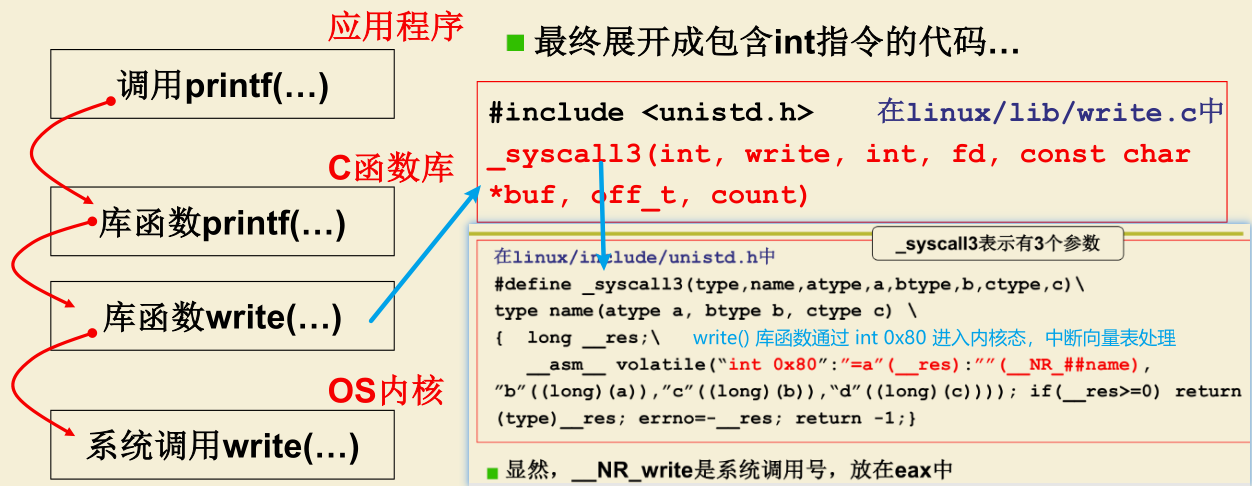 应用程序
调用printf(…)
C函数库
库函数printf(…)
库函数write(…)
OS内核
系统调用write(…)
最终展开成包含int指令的代码…
#include <unistd.h> 在linux/lib/write.c中
_syscall3(int, write, int, fd, const char
*buf, off_t, count)
_syscall3表示有3个参数
在linux/include/unistd.h中
#define _syscall3(type,name,atype,a,btype,b,ctype,c)\
type name(atype a, btype b, ctype c) \
{ long __res;\ write() 库函数通过 int 0x80 进入内核态，中断向量表处理
__asm__ volatile(“int 0x80”:”=a”(__res):””(__NR_##name),
”b”((long)(a)),”c”((long)(b)),“d”((long)(c)))); if(__res>=0) return
(type)__res; errno=-__res; return -1;}
显然，__NR_write是系统调用号，放在eax中